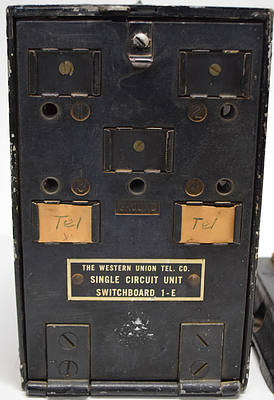 Tel
Tel
THE WESTERN UNION TEL. CO.
SINGLE CIRCUIT UNIT
SWITCHBOARD 1-E